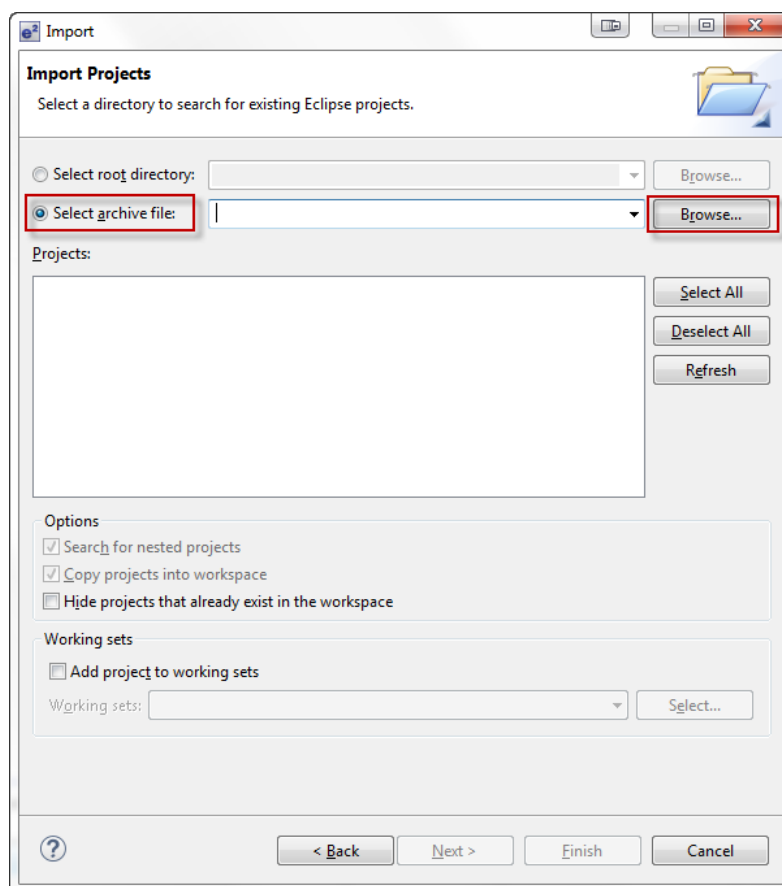 e² Import
Import Projects
Select a directory to search for existing Eclipse projects.
Select root directory: Browse...
Select archive file: Browse...
Projects:
Select All
Deselect All
Refresh
Options
Search for nested projects
Copy projects into workspace
Hide projects that already exist in the workspace
Working sets
Add project to working sets
Working sets: Select...
? < Back Next > Finish Cancel